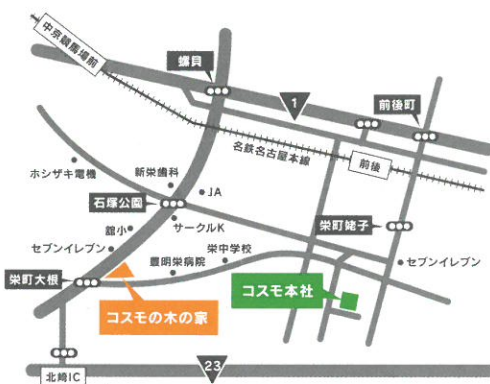 中京競馬場前
螺貝
1
前後町
名鉄名古屋本線
前後
ホシザキ電機
新栄歯科
JA
石塚公園
栄町姥子
舘小
サークルK
セブンイレブン
豊明栄病院
栄中学校
セブンイレブン
栄町大根
コスモの木の家
コスモ本社
北崎IC
23